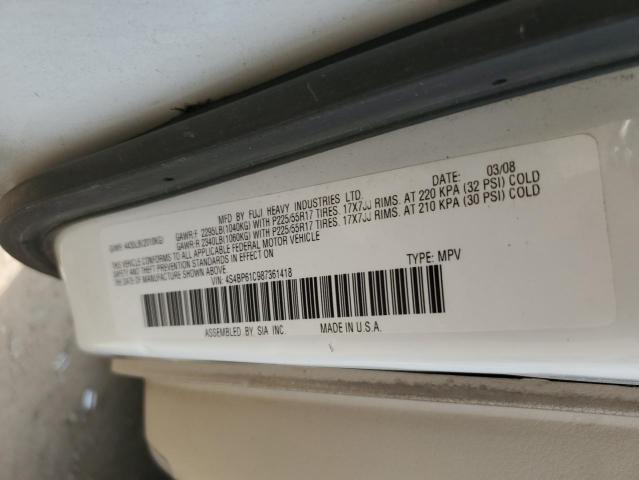 MFD BY FUJI HEAVY INDUSTRIES LTD. DATE: 03/08
GAWR:F 2295LB(1040KG) WITH P225/55R17 TIRES. 17X7JJ RIMS. AT 220 KPA (32 PSI) COLD
GVWR: 4430LB(2010KG) GAWR:R 2340LB(1060KG) WITH P225/55R17 TIRES. 17X7JJ RIMS. AT 210 KPA (30 PSI) COLD
THIS VEHICLE CONFORMS TO ALL APPLICABLE FEDERAL MOTOR VEHICLE
SAFETY AND THEFT PREVENTION STANDARDS IN EFFECT ON THE
DATE OF MANUFACTURE SHOWN ABOVE.
VIN: 4S4BP61C987361418 TYPE: MPV
ASSEMBLED BY SIA INC. MADE IN U.S.A.